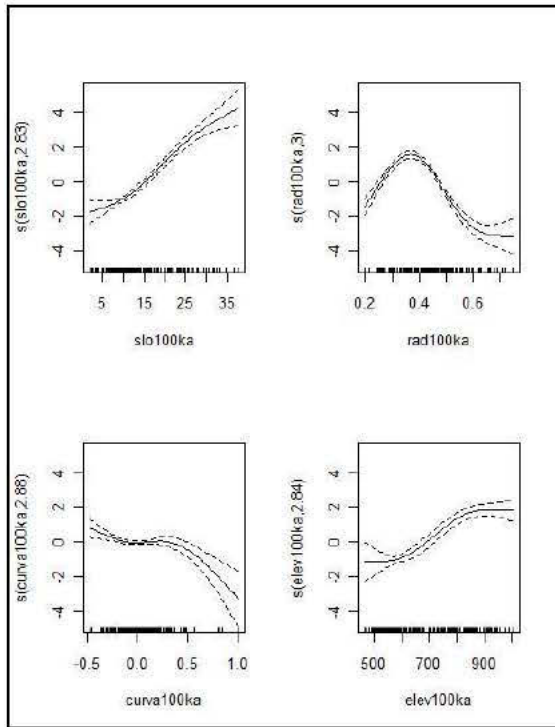 s(slo100ka,2.83)
4
2
0
-2
-4
5 15 25 35
slo100ka
s(rad100ka,3)
4
2
0
-2
-4
0.2 0.4 0.6
rad100ka
s(curva100ka,2.88)
4
2
0
-2
-4
-0.5 0.0 0.5 1.0
curva100ka
s(elev100ka,2.84)
4
2
0
-2
-4
500 700 900
elev100ka